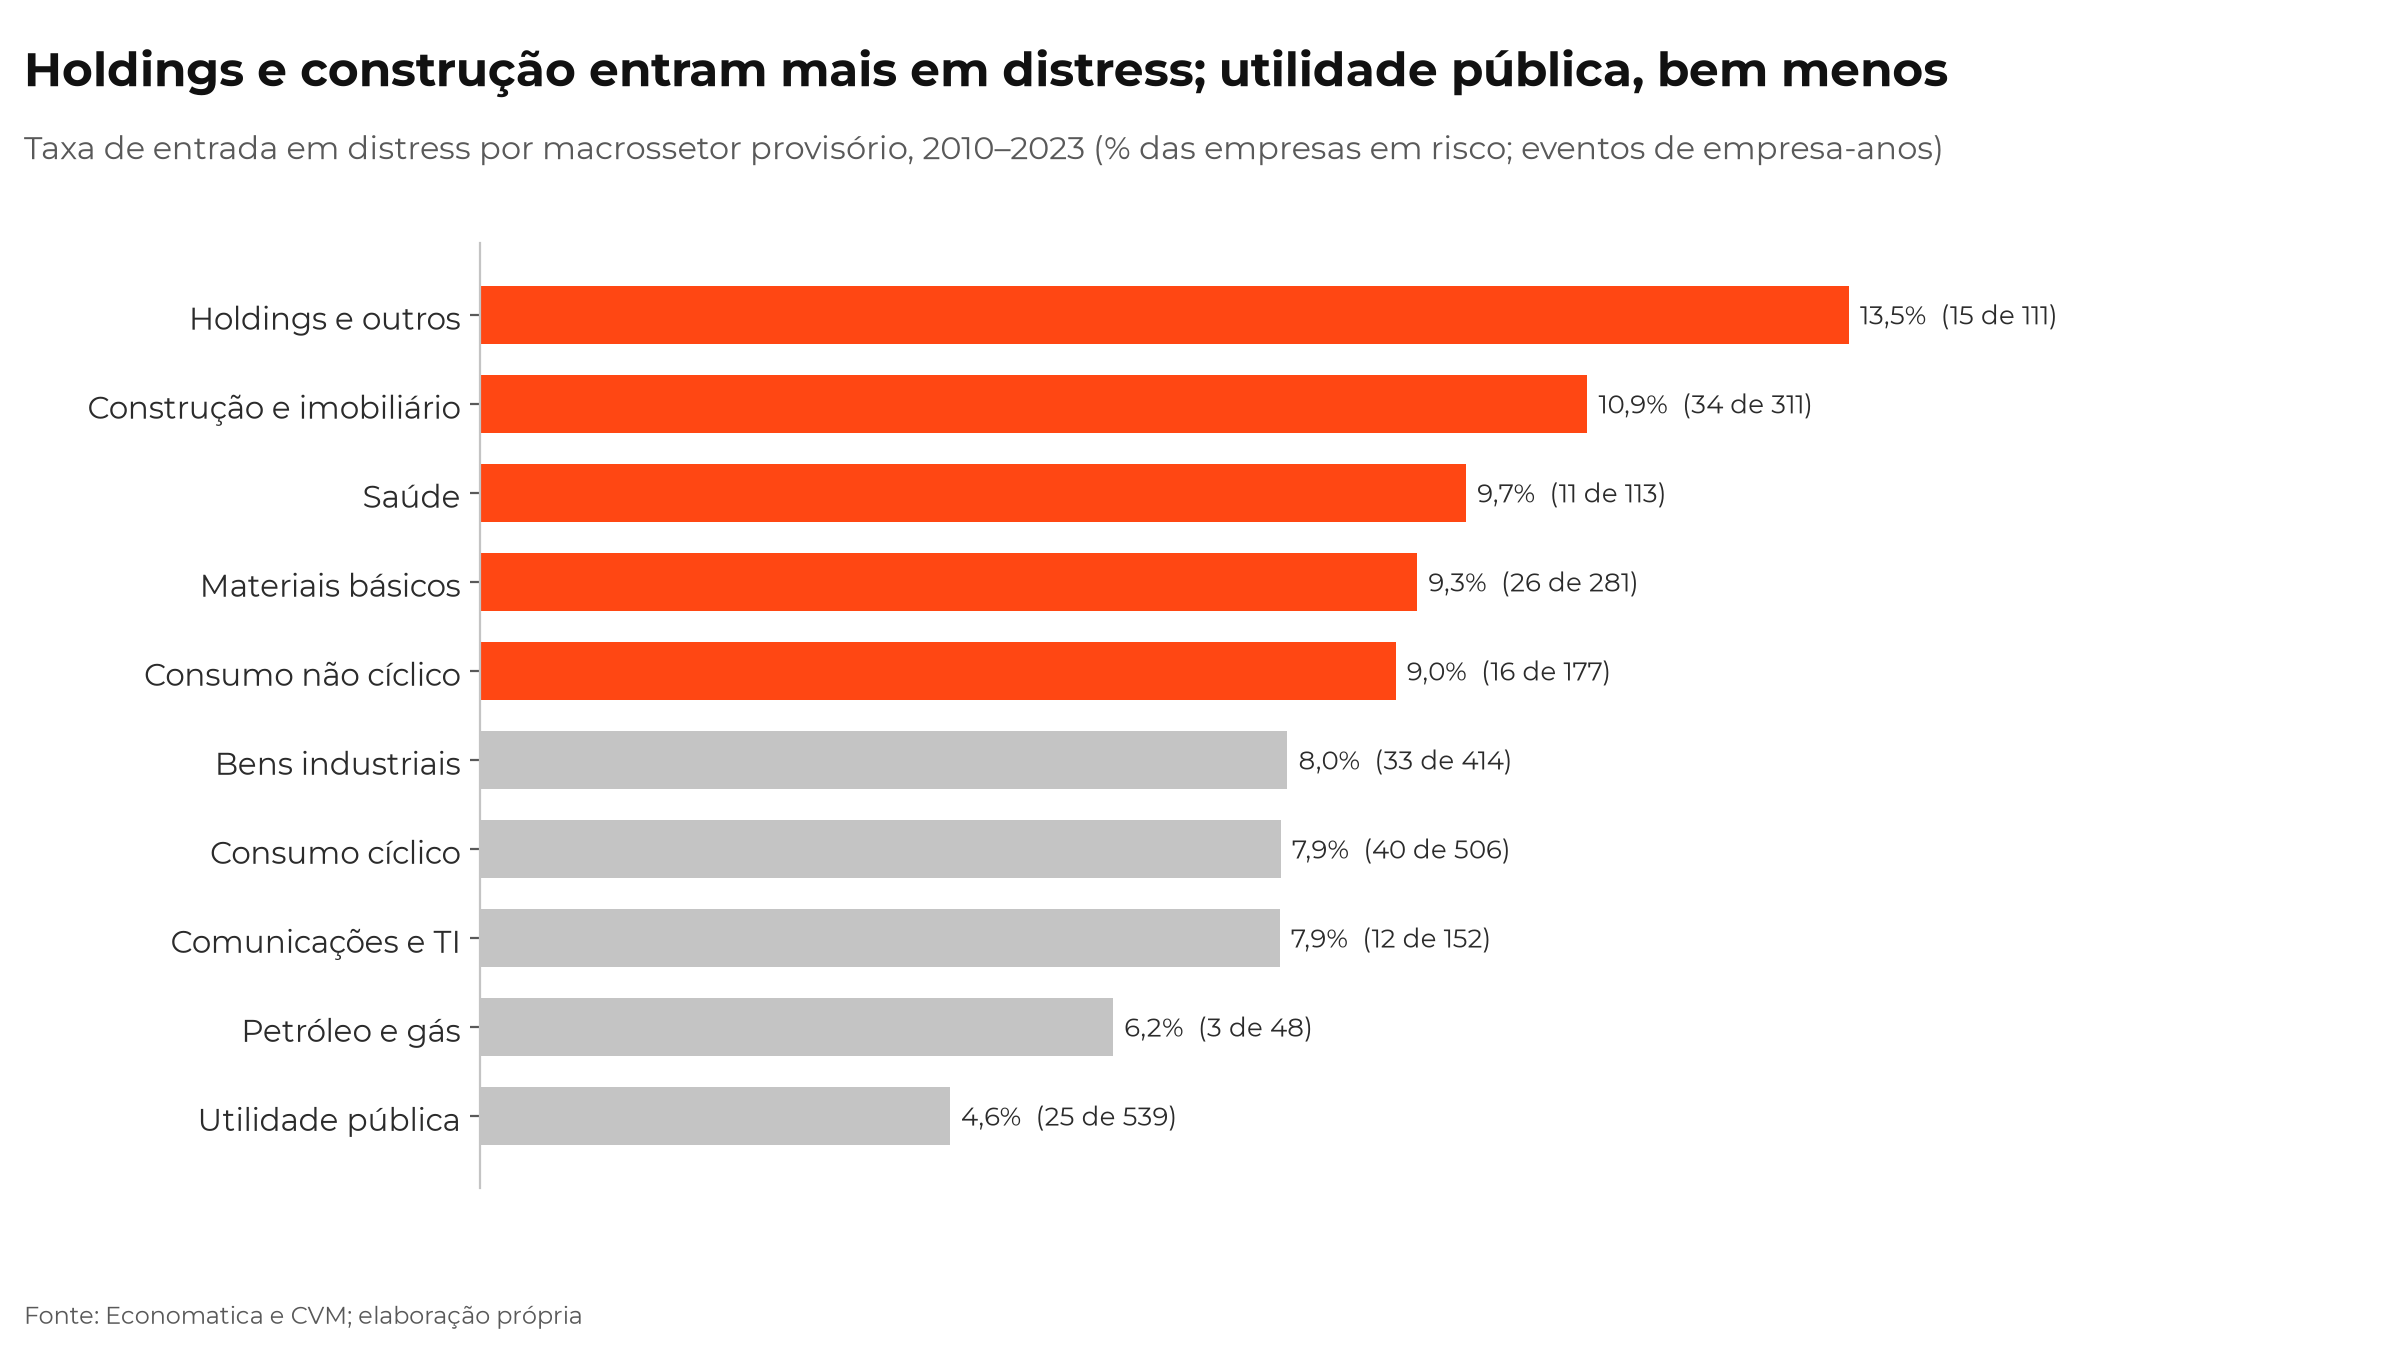 Holdings e construção entram mais em distress; utilidade pública, bem menos
Taxa de entrada em distress por macrossetor provisório, 2010–2023 (% das empresas em risco; eventos de empresa-anos)
Holdings e outros 13,5% (15 de 111)
Construção e imobiliário 10,9% (34 de 311)
Saúde 9,7% (11 de 113)
Materiais básicos 9,3% (26 de 281)
Consumo não cíclico 9,0% (16 de 177)
Bens industriais 8,0% (33 de 414)
Consumo cíclico 7,9% (40 de 506)
Comunicações e TI 7,9% (12 de 152)
Petróleo e gás 6,2% (3 de 48)
Utilidade pública 4,6% (25 de 539)
Fonte: Economatica e CVM; elaboração própria